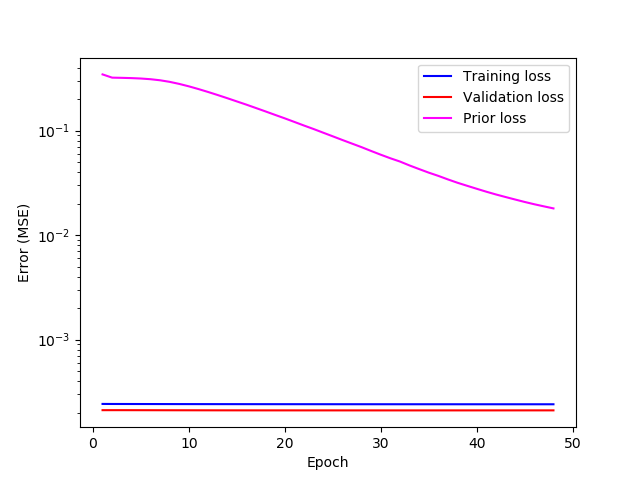 Training loss
Validation loss
Prior loss
Error (MSE)
10⁻¹
10⁻²
10⁻³
0 10 20 30 40 50
Epoch